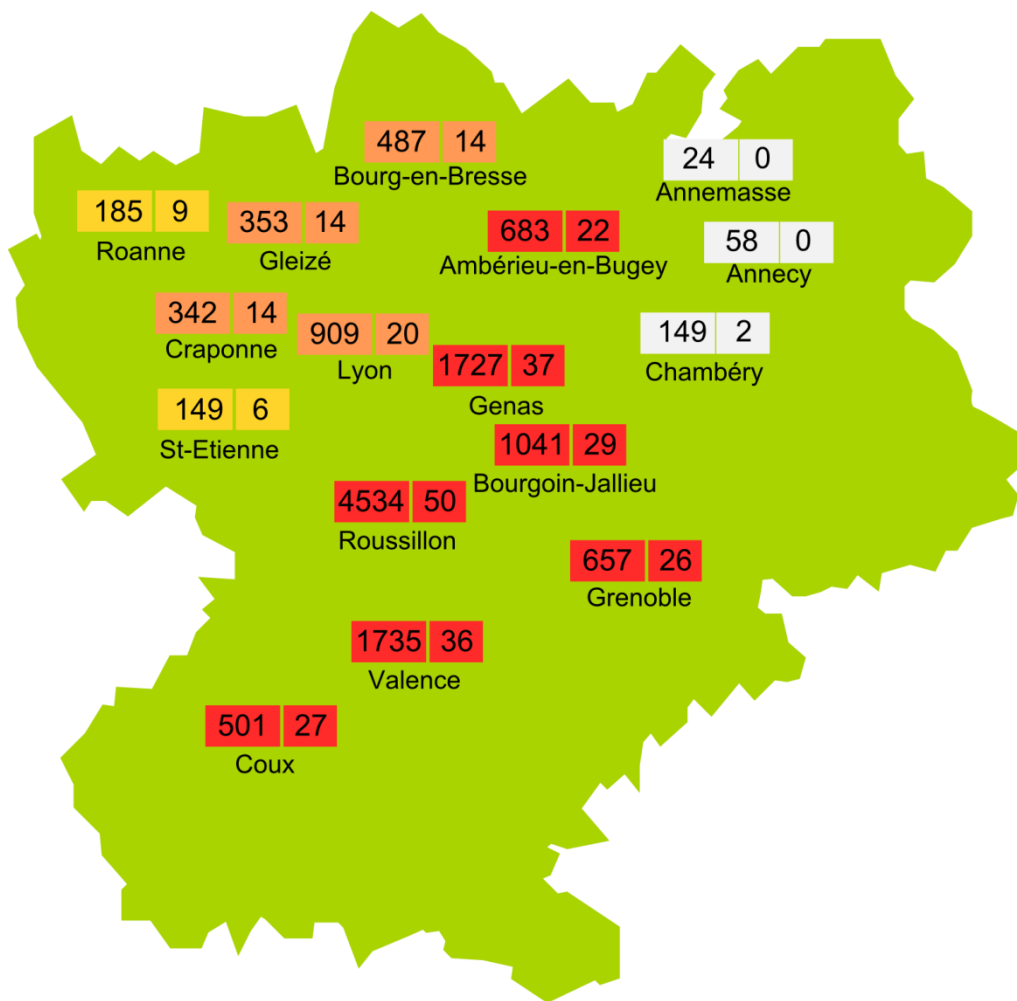 487 14
Bourg-en-Bresse
24 0
Annemasse
185 9
Roanne
353 14
Gleizé
683 22
Ambérieu-en-Bugey
58 0
Annecy
342 14
Craponne
909 20
Lyon
149 2
Chambéry
1727 37
Genas
149 6
St-Etienne
1041 29
Bourgoin-Jallieu
4534 50
Roussillon
657 26
Grenoble
1735 36
Valence
501 27
Coux